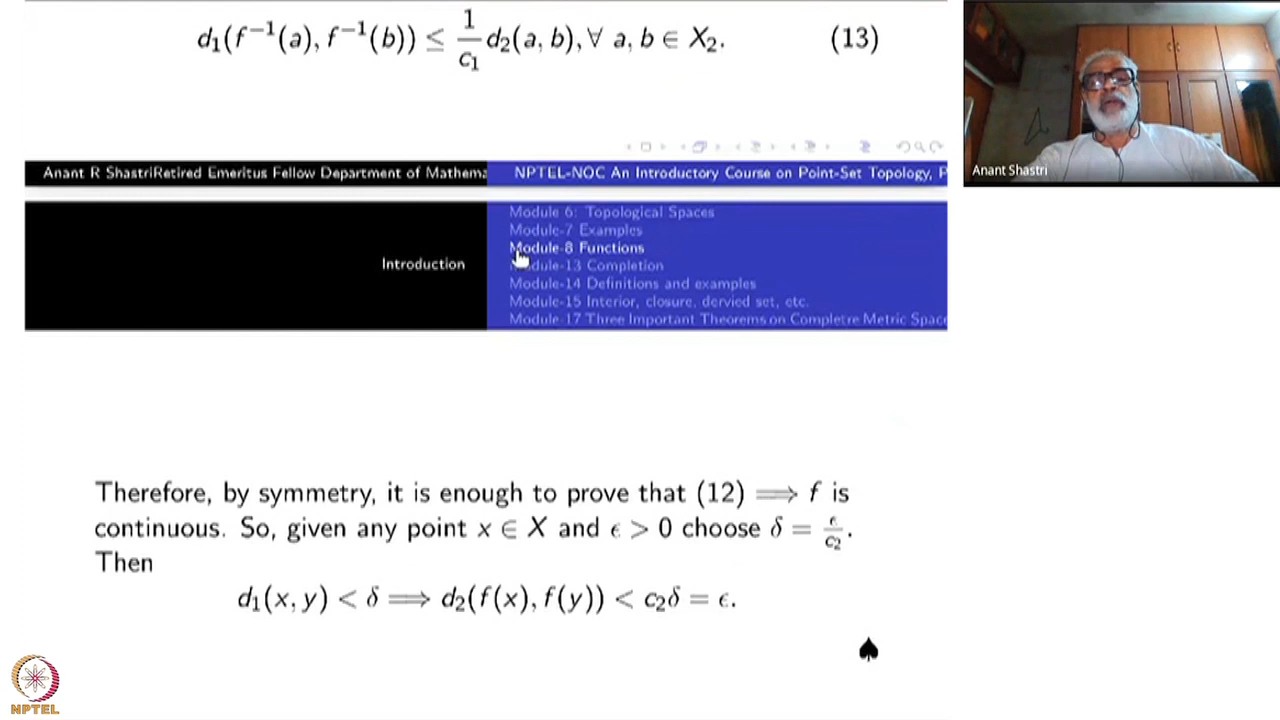 d₁(f⁻¹(a), f⁻¹(b)) ≤ 1/c₁ d₂(a, b), ∀ a, b ∈ X₂. (13)
Anant Shastri
Anant R ShastriRetired Emeritus Fellow Department of Mathema
NPTEL-NOC An Introductory Course on Point-Set Topology, P
Introduction
Module 6: Topological Spaces
Module-7 Examples
Module-8 Functions
Module-13 Completion
Module-14 Definitions and examples
Module-15 Interior, closure, dervied set, etc.
Module-17 Three Important Theorems on Completre Metric Space
Therefore, by symmetry, it is enough to prove that (12) ⟹ f is
continuous. So, given any point x ∈ X and ϵ > 0 choose δ = ϵ/c₂.
Then
d₁(x, y) < δ ⟹ d₂(f(x), f(y)) < c₂δ = ϵ.
NPTEL